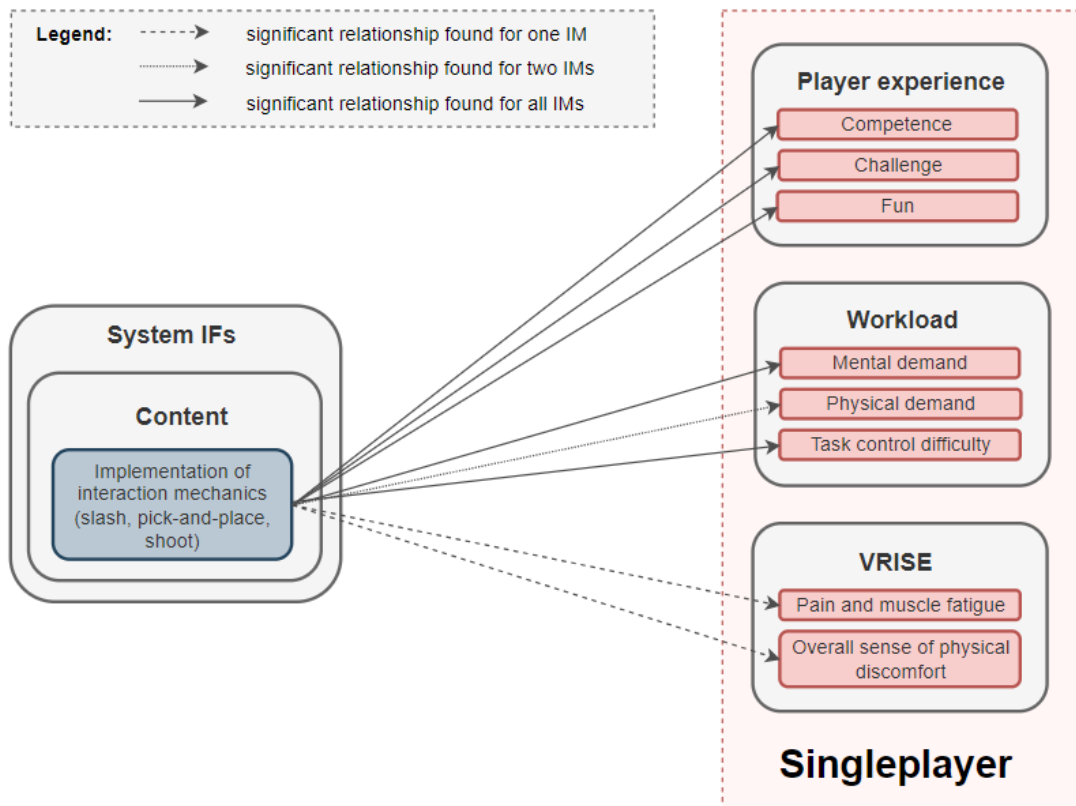 Legend:
significant relationship found for one IM
significant relationship found for two IMs
significant relationship found for all IMs
System IFs
Content
Implementation of
interaction mechanics
(slash, pick-and-place,
shoot)
Player experience
Competence
Challenge
Fun
Workload
Mental demand
Physical demand
Task control difficulty
VRISE
Pain and muscle fatigue
Overall sense of physical
discomfort
Singleplayer